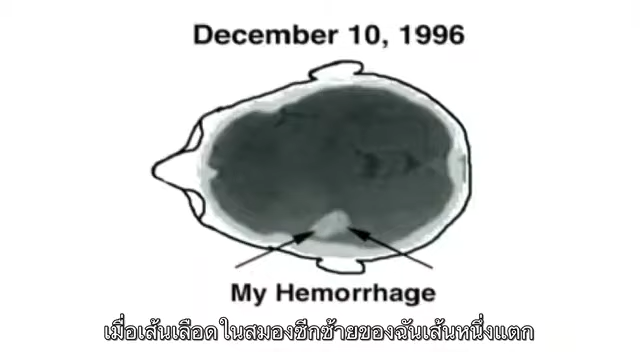 December 10, 1996
My Hemorrhage
เมื่อเส้นเลือดในสมองซีกซ้ายของฉันเส้นหนึ่งแตก